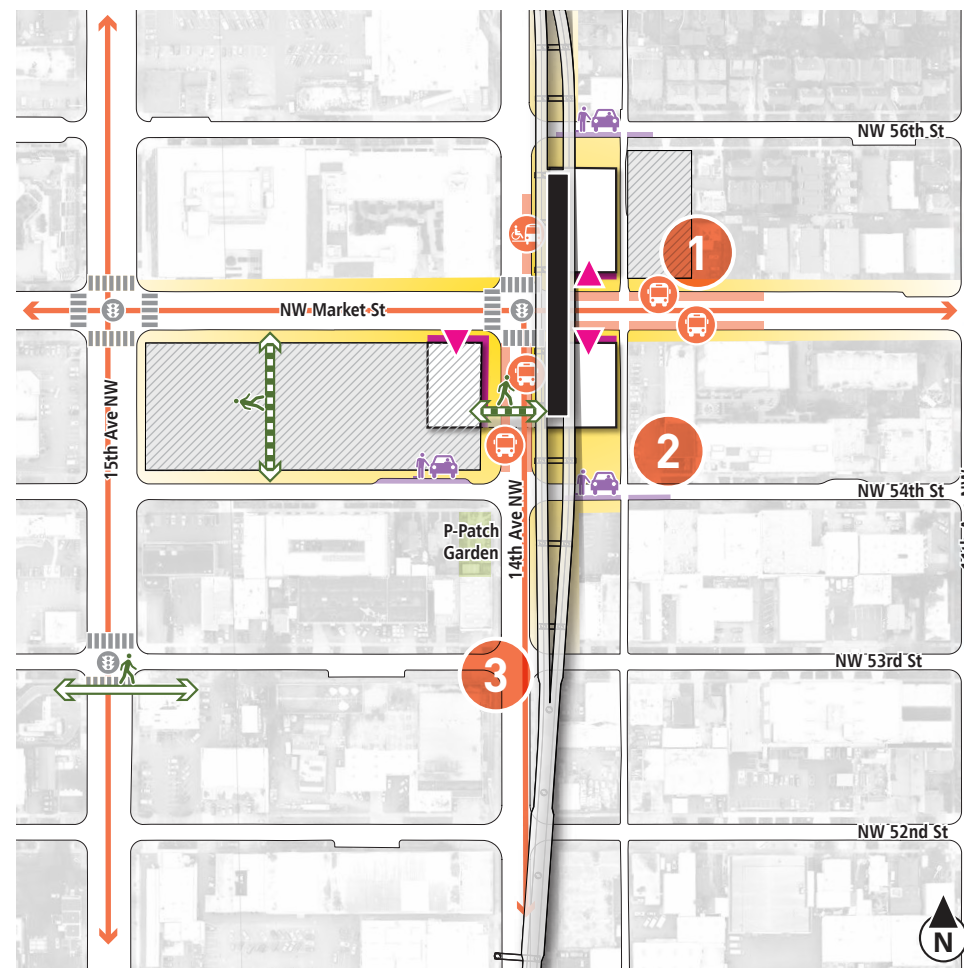 NW 56th St
1
NW Market St
15th Ave NW
2
NW 54th St
P-Patch
Garden
14th Ave NW
3
NW 53rd St
NW 52nd St
N